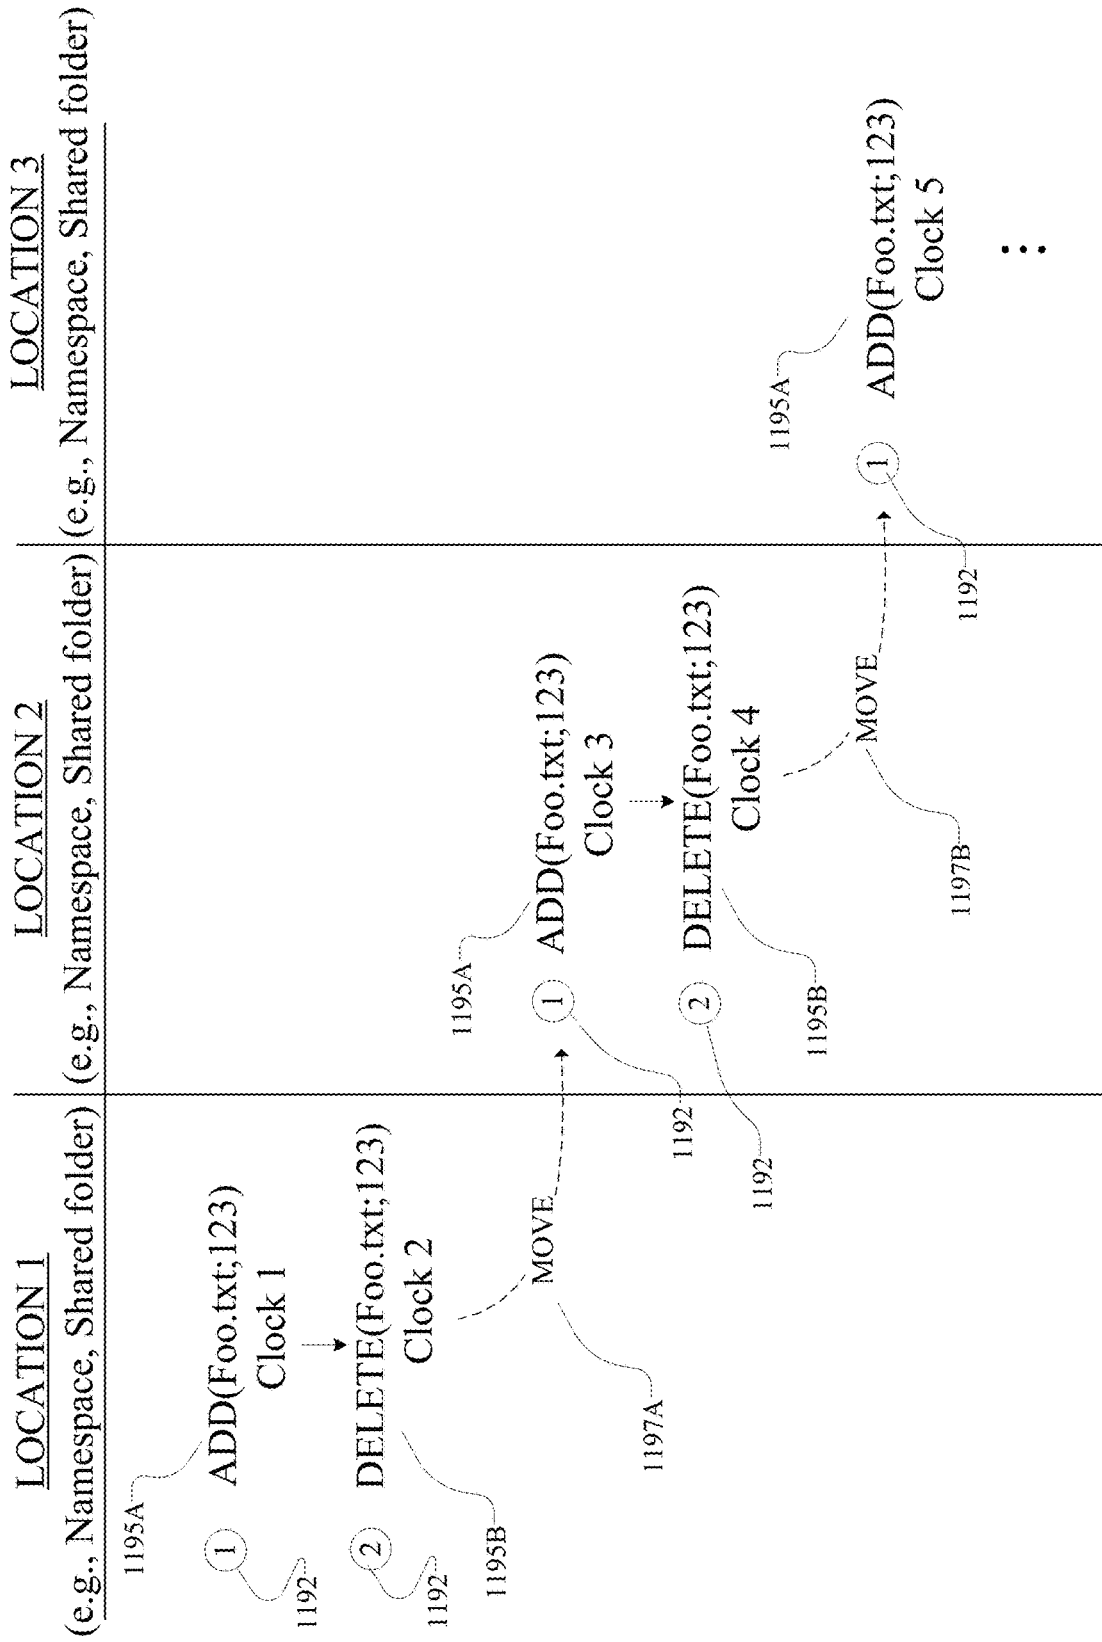 LOCATION 1
(e.g., Namespace, Shared folder)
1195A
1 ADD(Foo.txt;123)
Clock 1
1192
2 DELETE(Foo.txt;123)
Clock 2
1192
1195B
MOVE
1197A
LOCATION 2
(e.g., Namespace, Shared folder)
1195A
1 ADD(Foo.txt;123)
Clock 3
1192
2 DELETE(Foo.txt;123)
Clock 4
1192
1195B
MOVE
1197B
LOCATION 3
(e.g., Namespace, Shared folder)
1195A
1 ADD(Foo.txt;123)
Clock 5
1192
⋮